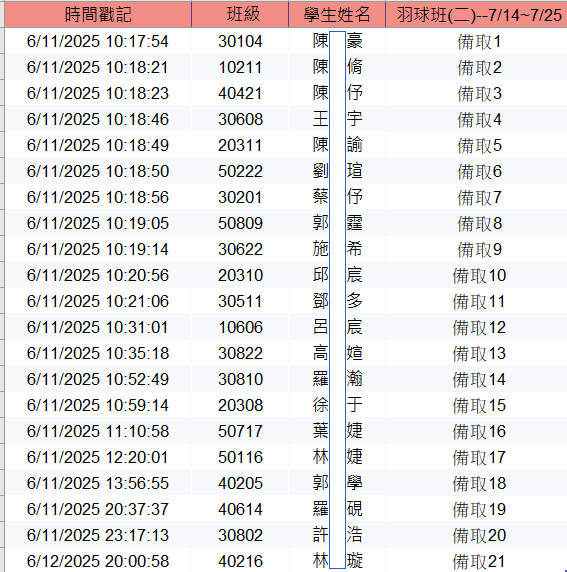 時間戳記 班級 學生姓名 羽球班(二)--7/14~7/25
6/11/2025 10:17:54 30104 陳 豪 備取1
6/11/2025 10:18:21 10211 陳 脩 備取2
6/11/2025 10:18:23 40421 陳 伃 備取3
6/11/2025 10:18:46 30608 王 宇 備取4
6/11/2025 10:18:49 20311 陳 諭 備取5
6/11/2025 10:18:50 50222 劉 瑄 備取6
6/11/2025 10:18:56 30201 蔡 伃 備取7
6/11/2025 10:19:05 50809 郭 霆 備取8
6/11/2025 10:19:14 30622 施 希 備取9
6/11/2025 10:20:56 20310 邱 宸 備取10
6/11/2025 10:21:06 30511 鄧 多 備取11
6/11/2025 10:31:01 10606 呂 宸 備取12
6/11/2025 10:35:18 30822 高 媗 備取13
6/11/2025 10:52:49 30810 羅 瀚 備取14
6/11/2025 10:59:14 20308 徐 于 備取15
6/11/2025 11:10:58 50717 葉 婕 備取16
6/11/2025 12:20:01 50116 林 婕 備取17
6/11/2025 13:56:55 40205 郭 學 備取18
6/11/2025 20:37:37 40614 羅 硯 備取19
6/11/2025 23:17:13 30802 許 浩 備取20
6/12/2025 20:00:58 40216 林 璇 備取21